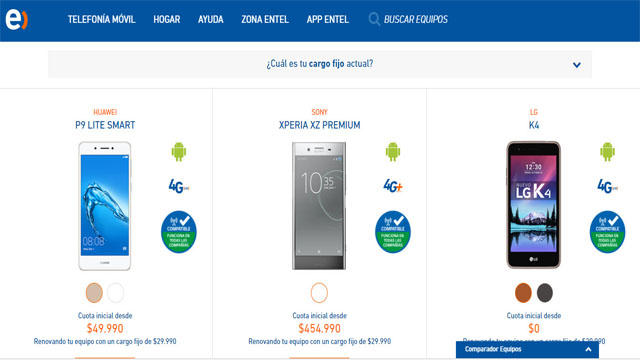 e)
TELEFONÍA MÓVIL HOGAR AYUDA ZONA ENTEL APP ENTEL BUSCAR EQUIPOS
¿Cuál es tu cargo fijo actual?
HUAWEI
P9 LITE SMART
4G
COMPATIBLE
FUNCIONA EN
TODAS LAS
COMPAÑÍAS
08:08
Cuota inicial desde
$49.990
Renovando tu equipo con un cargo fijo de $29.990
SONY
XPERIA XZ PREMIUM
SONY
10:35
4G+
COMPATIBLE
FUNCIONA EN
TODAS LAS
COMPAÑÍAS
Cuota inicial desde
$454.990
Renovando tu equipo con un cargo fijo de $29.990
LG
K4
NUEVO
LG K4
LG
4G
COMPATIBLE
FUNCIONA EN
TODAS LAS
COMPAÑÍAS
Cuota inicial desde
$0
Renovando tu equipo con un cargo fijo de $29.990
Comparador Equipos